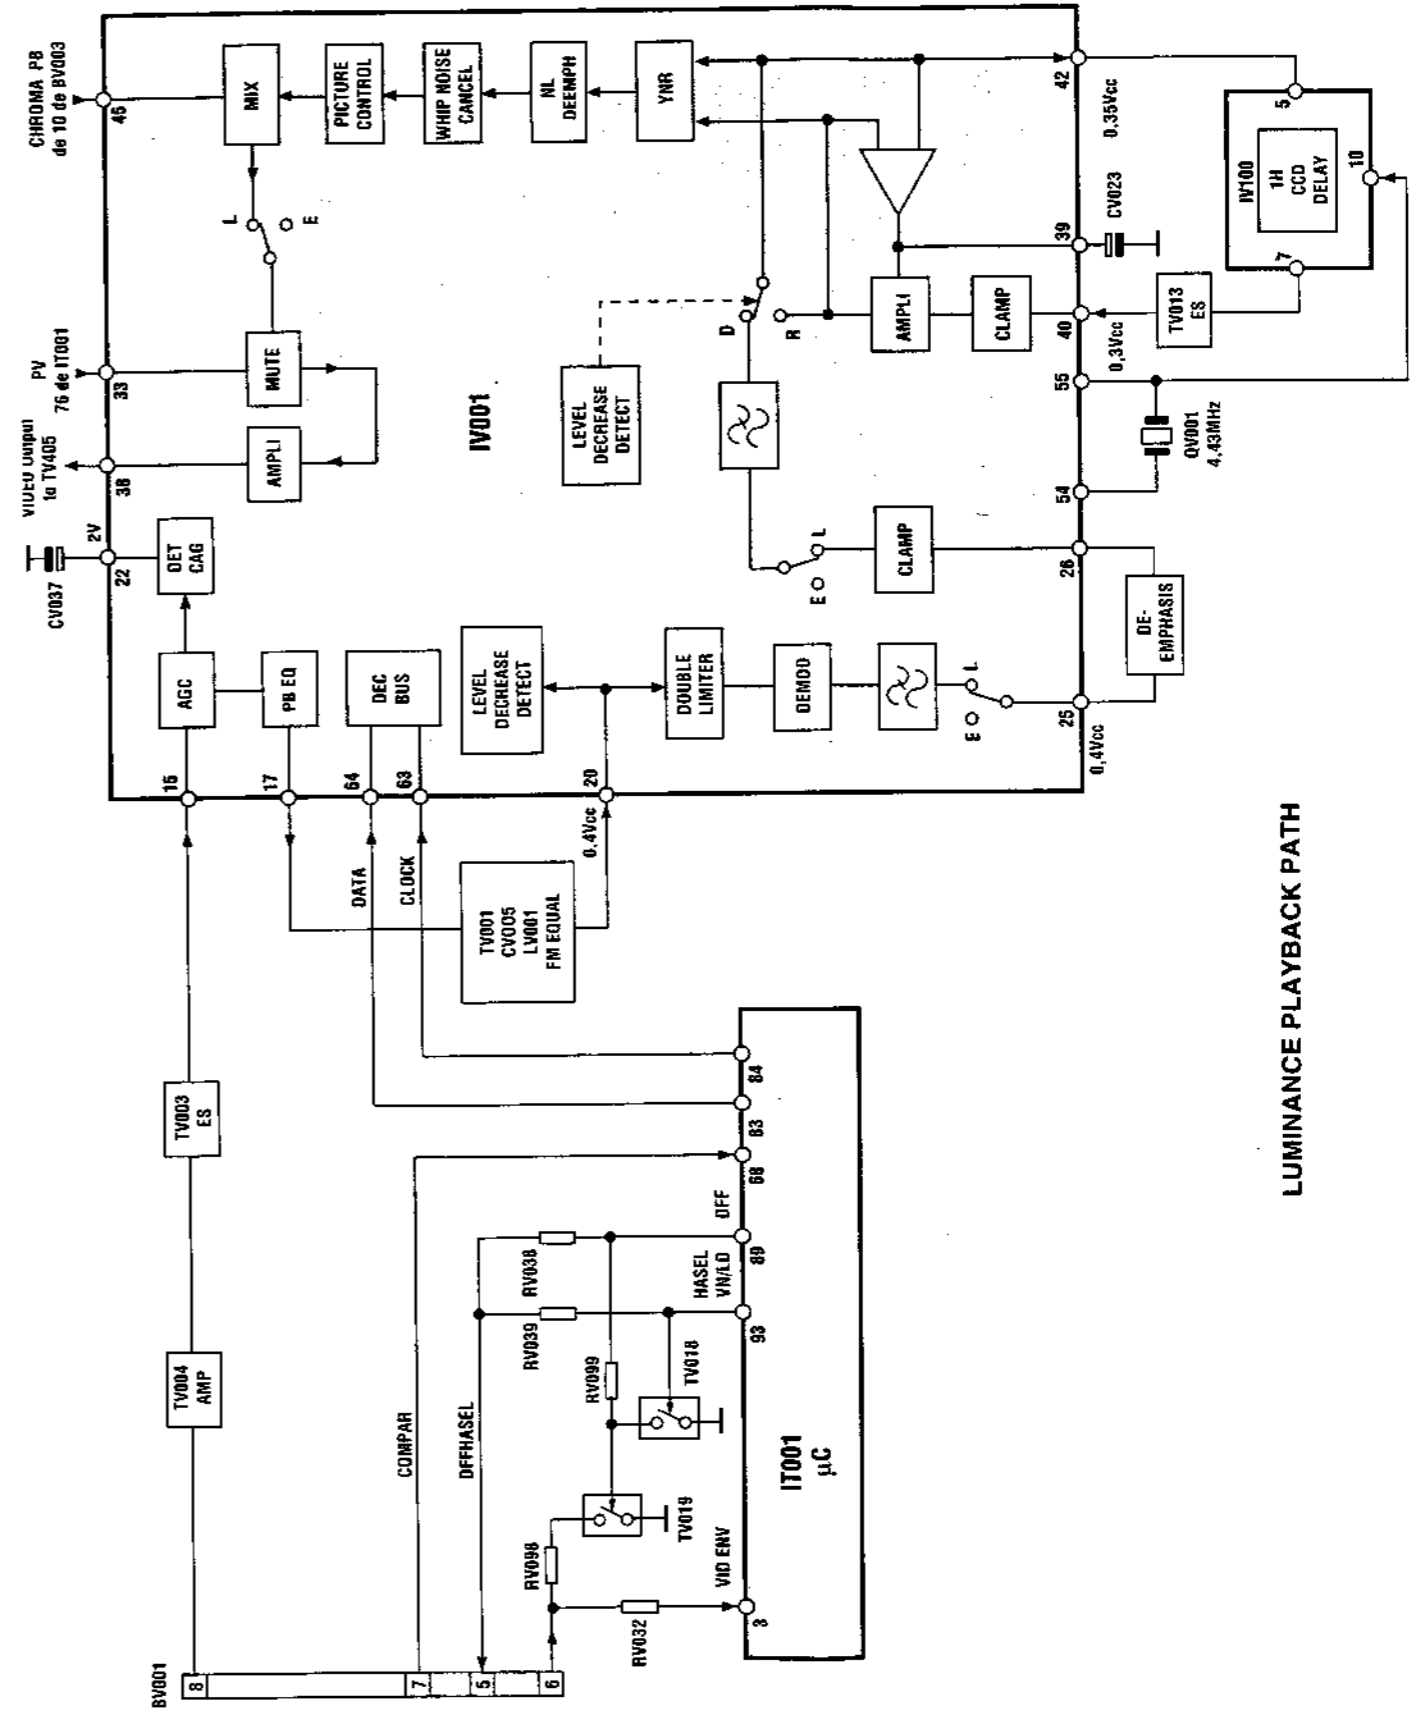 BV001
8
7
5
6
TV004
AMP
TV003
ES
COMPAR
DFFHASEL
RV098
RV032
TV019
RV099
TV018
RV039
RV038
VID ENV
HASEL
VN/LD
DFF
3
93
89
68
83
84
IT001
µC
DATA
CLOCK
TV001
CV005
LV001
FM EQUAL
0,4Vcc
16
17
64
63
20
AGC
PB EQ
DEC
BUS
LEVEL
DECREASE
DETECT
DOUBLE
LIMITER
DEMOD
E
L
25
0,4Vcc
DE-
EMPHASIS
26
CV037
22
2V
DET
CAG
VIDEO output
to TV405
38
AMPLI
PV
76 de IT001
33
MUTE
CHROMA PB
de 10 de BV003
45
MIX
L
E
PICTURE
CONTROL
WHIP NOISE
CANCEL
NL
DEEMPH
YNR
IV001
LEVEL
DECREASE
DETECT
D
R
E
L
CLAMP
AMPLI
CLAMP
54
55
QV001
4,43MHz
40
0,3Vcc
TV013
ES
39
CV023
42
0,35Vcc
IV100
1H
CCD
DELAY
5
7
10
LUMINANCE PLAYBACK PATH